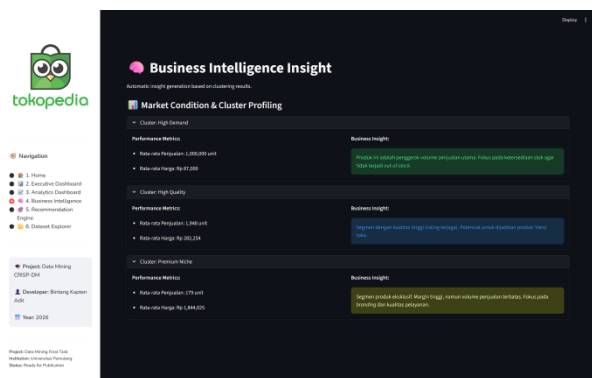 Deploy
tokopedia
Navigation
1. Home
2. Executive Dashboard
3. Analytics Dashboard
4. Business Intelligence
5. Recommendation
Engine
6. Dataset Explorer
Project: Data Mining
CRISP-DM
Developer: Bintang Kapten
Adit
Year: 2026
Project: Data Mining Final Task
Institution: Universitas Pamulang
Status: Ready for Publication
Business Intelligence Insight
Automatic insight generation based on clustering results.
Market Condition & Cluster Profiling
Cluster: High Demand
Performance Metrics:
Rata-rata Penjualan: 1,000,000 unit
Rata-rata Harga: Rp 87,000
Business Insight:
Produk ini adalah penggerak volume penjualan utama. Fokus pada ketersediaan stok agar
tidak terjadi out-of-stock.
Cluster: High Quality
Performance Metrics:
Rata-rata Penjualan: 1,948 unit
Rata-rata Harga: Rp 202,254
Business Insight:
Segmen dengan kualitas tinggi (rating terjaga). Potensial untuk dijadikan produk 'hero'
toko.
Cluster: Premium Niche
Performance Metrics:
Rata-rata Penjualan: 179 unit
Rata-rata Harga: Rp 1,844,025
Business Insight:
Segmen produk eksklusif. Margin tinggi, namun volume penjualan terbatas. Fokus pada
branding dan kualitas pelayanan.